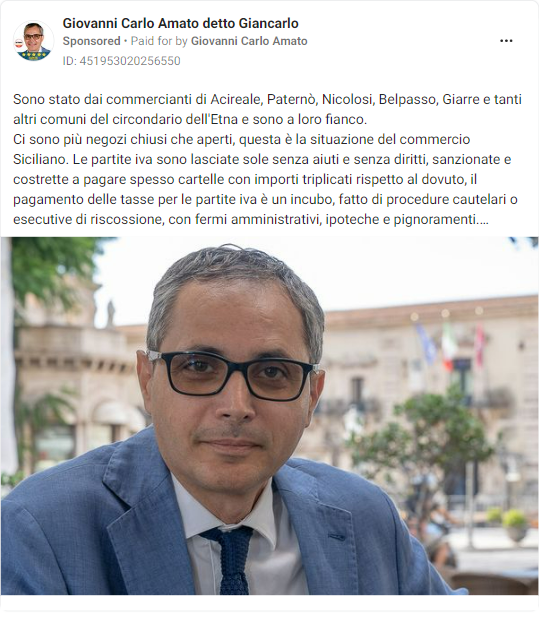 Giovanni Carlo Amato detto Giancarlo
Sponsored • Paid for by Giovanni Carlo Amato
ID: 451953020256550
Sono stato dai commercianti di Acireale, Paternò, Nicolosi, Belpasso, Giarre e tanti
altri comuni del circondario dell'Etna e sono a loro fianco.
Ci sono più negozi chiusi che aperti, questa è la situazione del commercio
Siciliano. Le partite iva sono lasciate sole senza aiuti e senza diritti, sanzionate e
costrette a pagare spesso cartelle con importi triplicati rispetto al dovuto, il
pagamento delle tasse per le partite iva è un incubo, fatto di procedure cautelari o
esecutive di riscossione, con fermi amministrativi, ipoteche e pignoramenti....